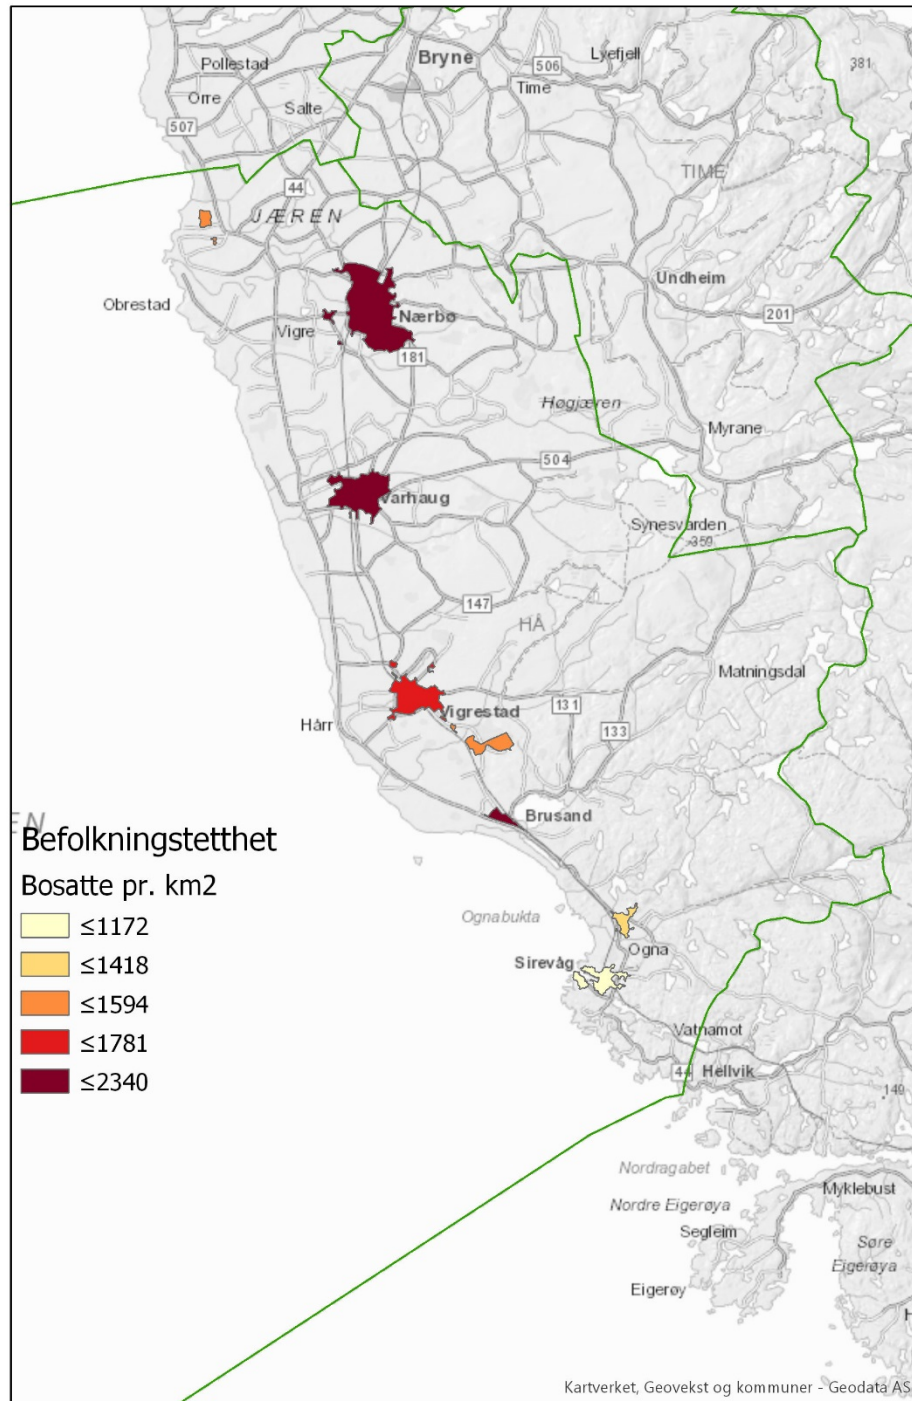 Bryne
Lyefjell
506
381
Pollestad
Time
Orre
Salte
507
TIME
44
JÆREN
Undheim
Obrestad
Nærbø
201
Vigre
181
Høgjæren
Myrane
504
Varhaug
Synesvarden
359
147
HÅ
Matningsdal
Vigrestad
131
Hårr
133
Brusand
EN
Befolkningstetthet
Bosatte pr. km2
≤1172
≤1418
≤1594
≤1781
≤2340
Ognabukta
Ogna
Sirevåg
Vatnamot
44
Hellvik
149
Nordragabet
Myklebust
Nordre Eigerøya
Segleim
Søre
Eigerøya
Eigerøy
H
Kartverket, Geovekst og kommuner - Geodata AS